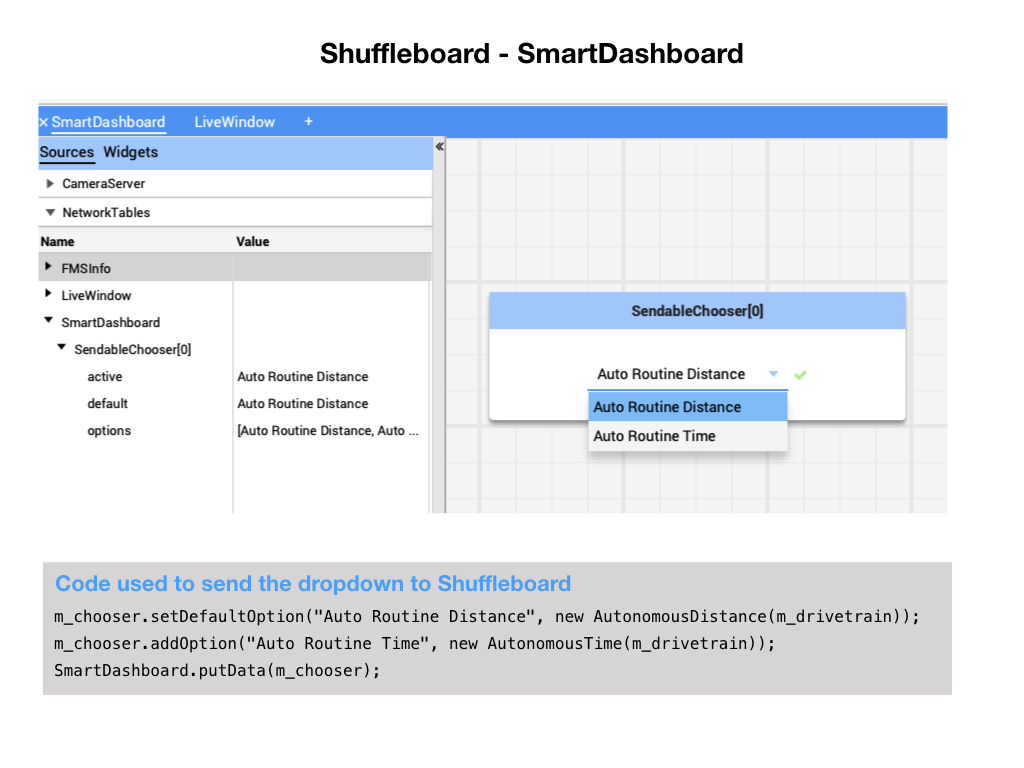 Shuffleboard - SmartDashboard
SmartDashboard LiveWindow +
Sources Widgets
CameraServer
NetworkTables
Name Value
FMSInfo
LiveWindow
SmartDashboard
SendableChooser[0]
active Auto Routine Distance
default Auto Routine Distance
options [Auto Routine Distance, Auto ...
SendableChooser[0]
Auto Routine Distance
Auto Routine Distance
Auto Routine Time
Code used to send the dropdown to Shuffleboard
m_chooser.setDefaultOption("Auto Routine Distance", new AutonomousDistance(m_drivetrain));
m_chooser.addOption("Auto Routine Time", new AutonomousTime(m_drivetrain));
SmartDashboard.putData(m_chooser);